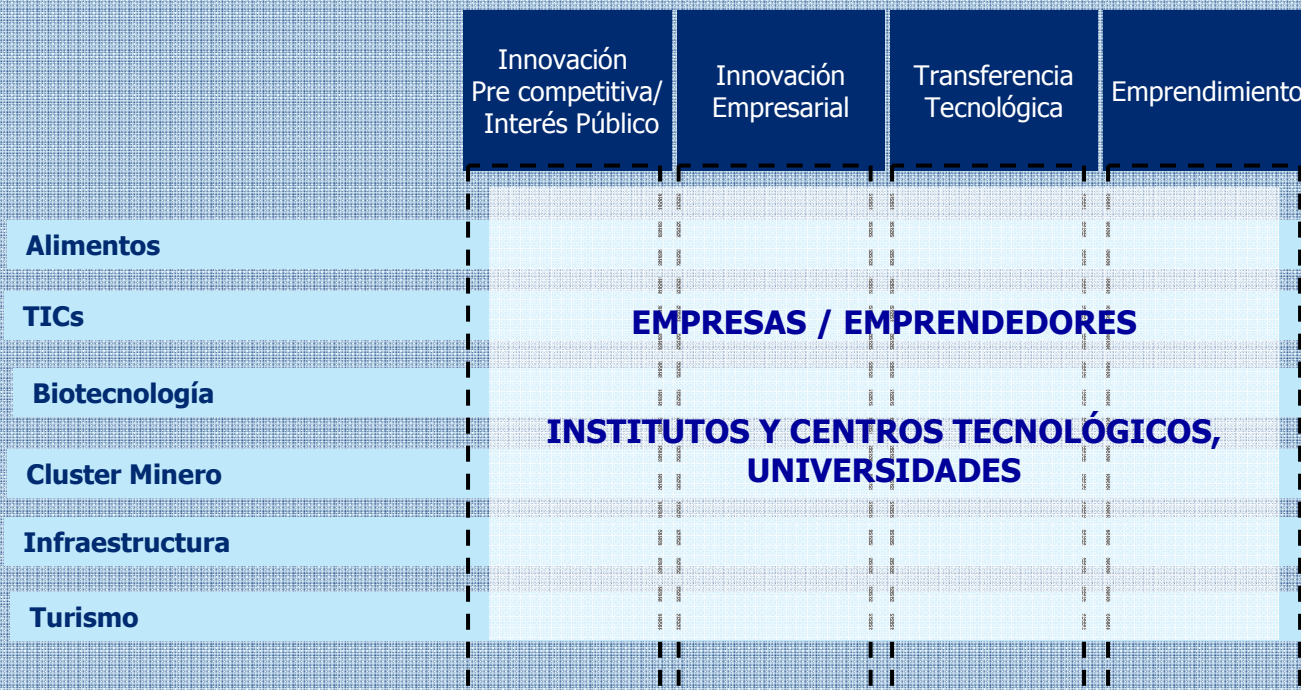 Innovación
Pre competitiva/
Interés Público
Innovación
Empresarial
Transferencia
Tecnológica
Emprendimiento
Alimentos
TICs
EMPRESAS / EMPRENDEDORES
Biotecnología
INSTITUTOS Y CENTROS TECNOLÓGICOS,
UNIVERSIDADES
Cluster Minero
Infraestructura
Turismo